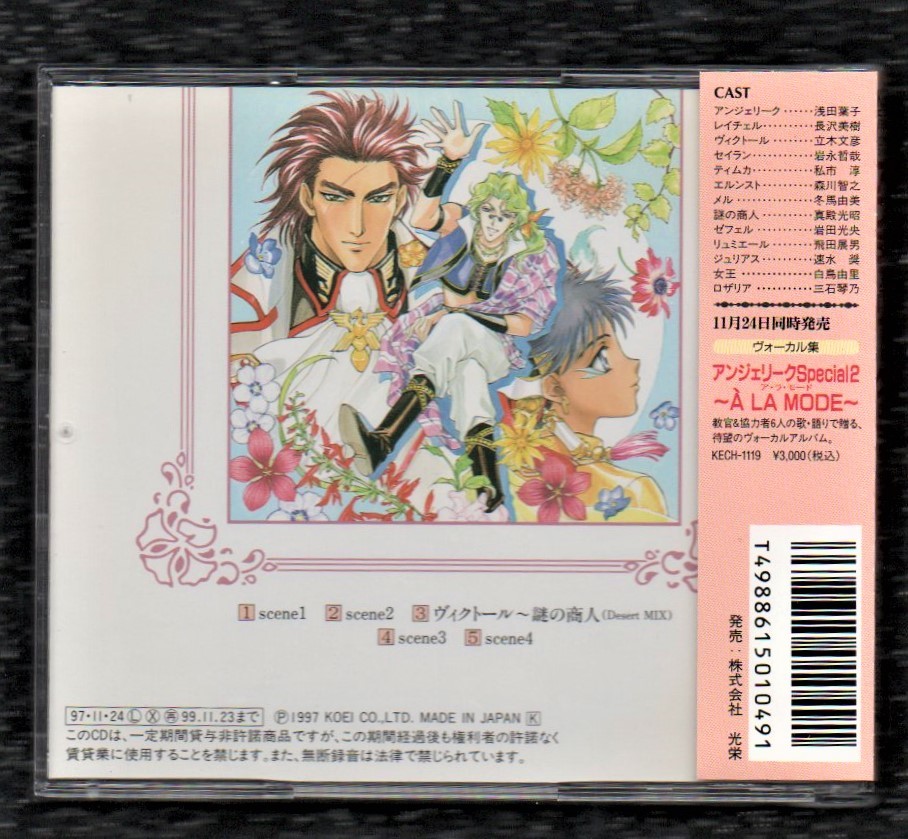 CAST
アンジェリーク ‥‥‥浅田葉子
レイチェル‥‥‥‥‥長沢美樹
ヴィクトール‥‥‥‥立木文彦
セイラン‥‥‥‥‥‥岩永哲哉
ティムカ‥‥‥‥‥‥私市 淳
エルンスト‥‥‥‥‥森川智之
メル‥‥‥‥‥‥‥‥冬馬由美
謎の商人‥‥‥‥‥‥真殿光昭
ゼフェル‥‥‥‥‥‥岩田光央
リュミエール‥‥‥‥飛田展男
ジュリアス‥‥‥‥‥速水 奨
女王‥‥‥‥‥‥‥‥白鳥由里
ロザリア‥‥‥‥‥‥三石琴乃
11月24日同時発売
ヴォーカル集
アンジェリークSpecial2
ア・ラ・モード
〜À LA MODE〜
教官&協力者6人の歌・語りで贈る、
待望のヴォーカルアルバム。
KECH-1119 ¥3,000(税込)
T4988615010491
発売:株式会社 光栄
1 scene1 2 scene2 3 ヴィクトール〜謎の商人(Desert MIX)
4 scene3 5 scene4
97・11・24 Ⓛ Ⓧ ㊢ 99.11.23まで Ⓟ1997 KOEI CO.,LTD. MADE IN JAPAN K
このCDは、一定期間貸与非許諾商品ですが、この期間経過後も権利者の許諾なく
賃貸業に使用することを禁じます。また、無断録音は法律で禁じられています。